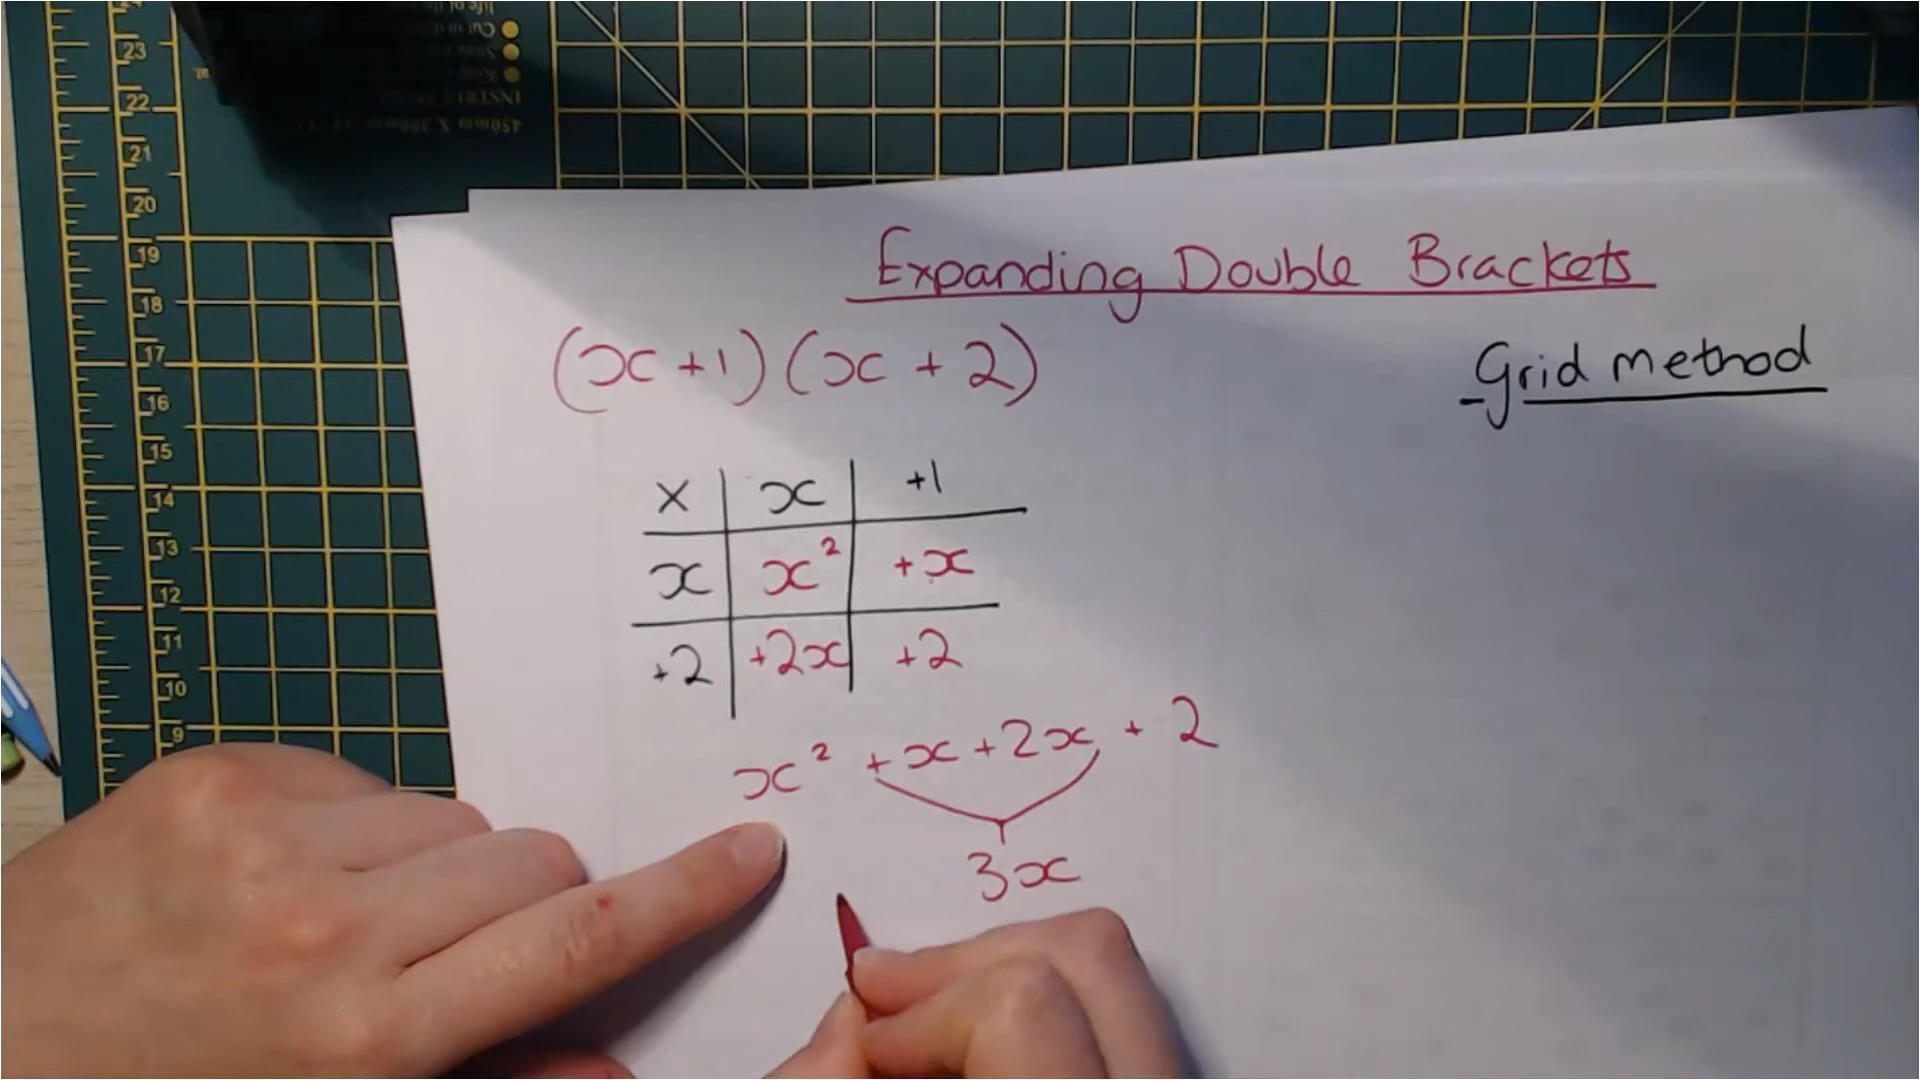 Expanding Double Brackets
(x+1)(x+2)
Grid method
× x +1
x x² +x
+2 +2x +2
x² +x+2x + 2
3x
23
22
21
20
19
18
17
16
15
14
13
12
11
10
9